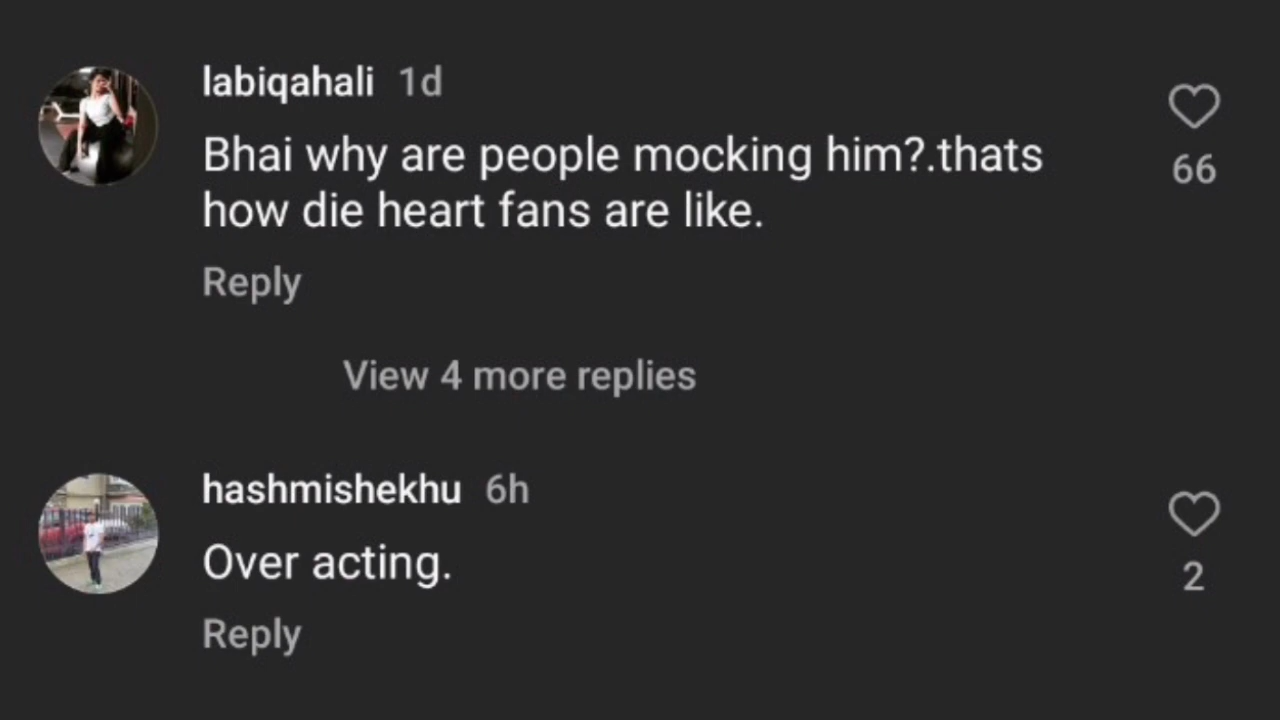 labiqahali 1d
Bhai why are people mocking him?.thats
66
how die heart fans are like.
Reply
View 4 more replies
hashmishekhu 6h
Over acting.
2
Reply